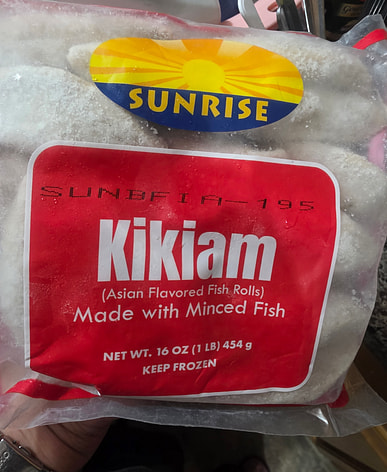 SUNRISE
SUNBFIA-195
Kikiam
(Asian Flavored Fish Rolls)
Made with Minced Fish
NET WT. 16 OZ (1 LB) 454 g
KEEP FROZEN